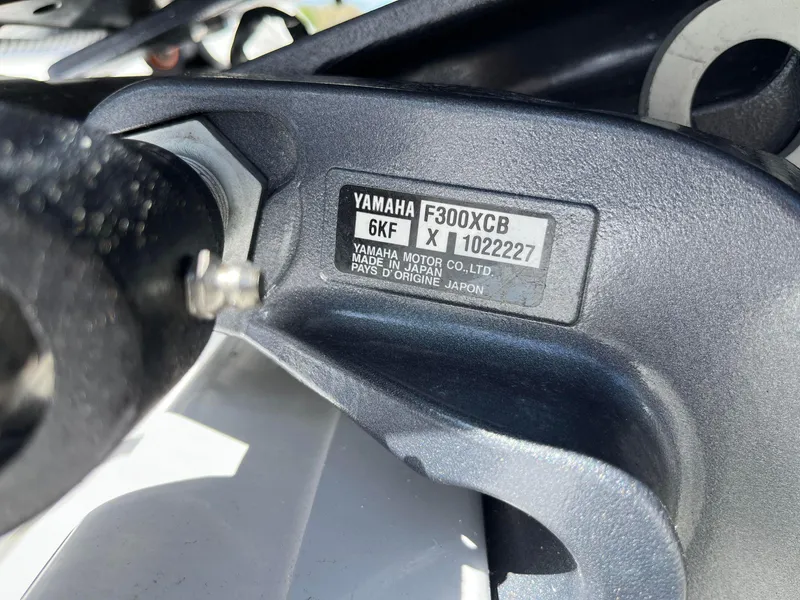 YAMAHA F300XCB
6KF X 1022227
YAMAHA MOTOR CO.,LTD.
MADE IN JAPAN
PAYS D'ORIGINE JAPON